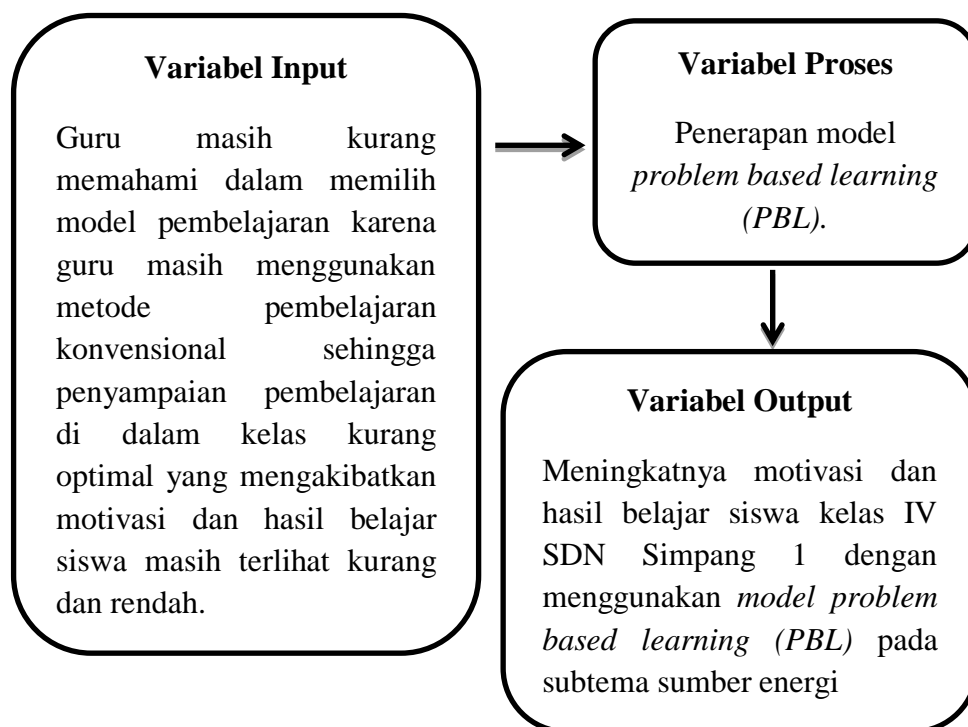 Variabel Input
Guru masih kurang
memahami dalam memilih
model pembelajaran karena
guru masih menggunakan
metode pembelajaran
konvensional sehingga
penyampaian pembelajaran
di dalam kelas kurang
optimal yang mengakibatkan
motivasi dan hasil belajar
siswa masih terlihat kurang
dan rendah.
Variabel Proses
Penerapan model
problem based learning
(PBL).
Variabel Output
Meningkatnya motivasi dan
hasil belajar siswa kelas IV
SDN Simpang 1 dengan
menggunakan model problem
based learning (PBL) pada
subtema sumber energi